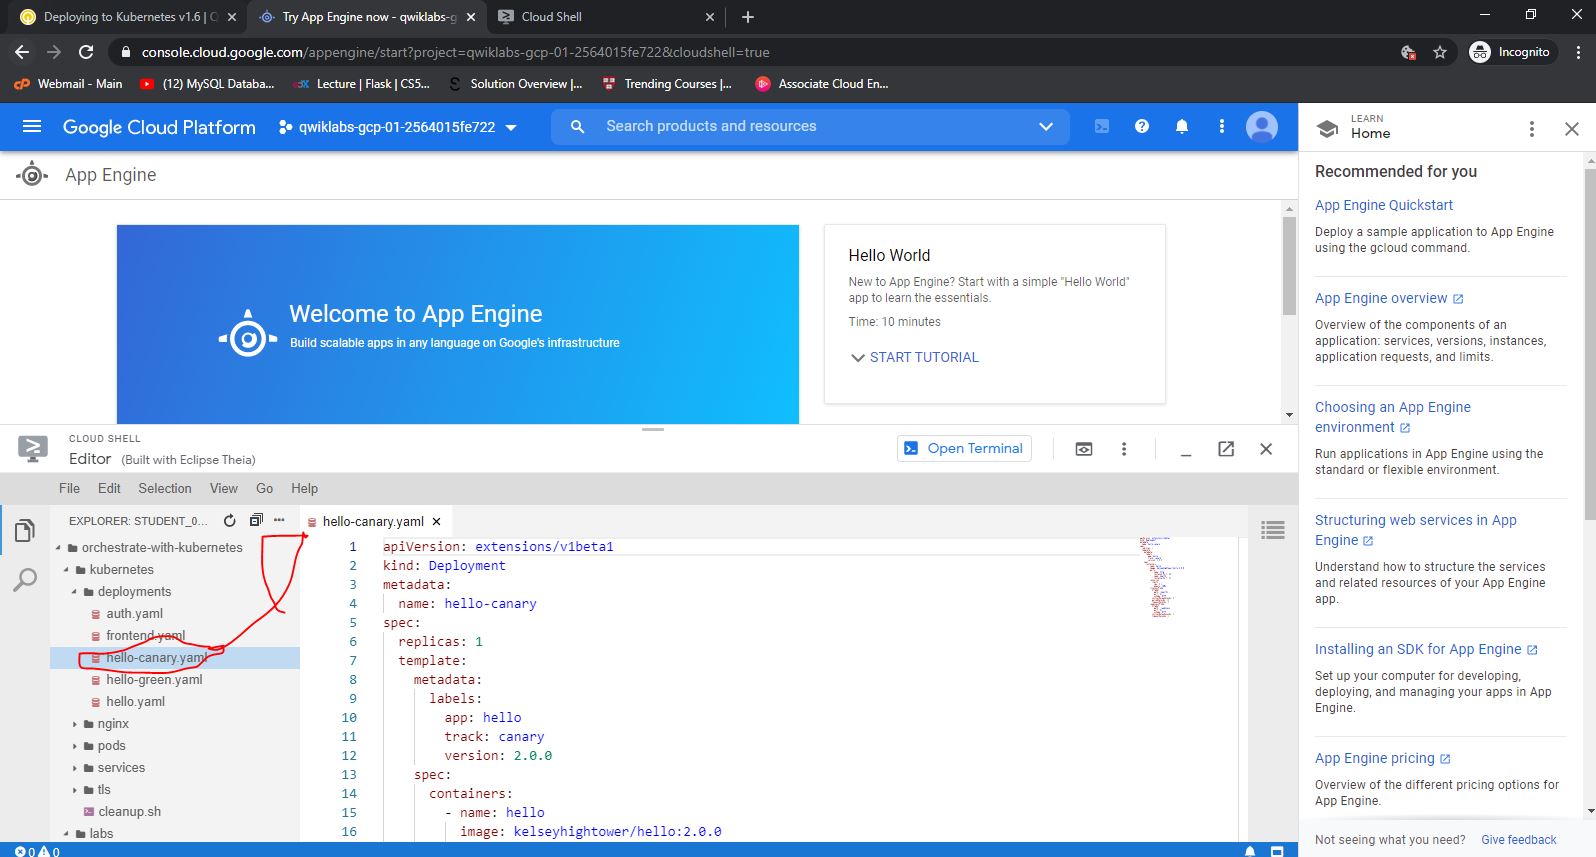 Deploying to Kubernetes v1.6 | Q
Try App Engine now - qwiklabs-g
Cloud Shell
console.cloud.google.com/appengine/start?project=qwiklabs-gcp-01-2564015fe722&cloudshell=true
Incognito
Webmail - Main
(12) MySQL Databa...
Lecture | Flask | CS5...
Solution Overview |...
Trending Courses |...
Associate Cloud En...
Google Cloud Platform
qwiklabs-gcp-01-2564015fe722
Search products and resources
App Engine
Welcome to App Engine
Build scalable apps in any language on Google's infrastructure
Hello World
New to App Engine? Start with a simple "Hello World"
app to learn the essentials.
Time: 10 minutes
START TUTORIAL
LEARN
Home
Recommended for you
App Engine Quickstart
Deploy a sample application to App Engine
using the gcloud command.
App Engine overview
Overview of the components of an
application: services, versions, instances,
application requests, and limits.
Choosing an App Engine
environment
Run applications in App Engine using the
standard or flexible environment.
Structuring web services in App
Engine
Understand how to structure the services
and related resources of your App Engine
app.
Installing an SDK for App Engine
Set up your computer for developing,
deploying, and managing your apps in App
Engine.
App Engine pricing
Overview of the different pricing options for
App Engine.
Not seeing what you need? Give feedback
CLOUD SHELL
Editor (Built with Eclipse Theia)
Open Terminal
File Edit Selection View Go Help
EXPLORER: STUDENT_0...
orchestrate-with-kubernetes
kubernetes
deployments
auth.yaml
frontend.yaml
hello-canary.yaml
hello-green.yaml
hello.yaml
nginx
pods
services
tls
cleanup.sh
labs
hello-canary.yaml
1 apiVersion: extensions/v1beta1
2 kind: Deployment
3 metadata:
4 name: hello-canary
5 spec:
6 replicas: 1
7 template:
8 metadata:
9 labels:
10 app: hello
11 track: canary
12 version: 2.0.0
13 spec:
14 containers:
15 - name: hello
16 image: kelseyhightower/hello:2.0.0
0 0